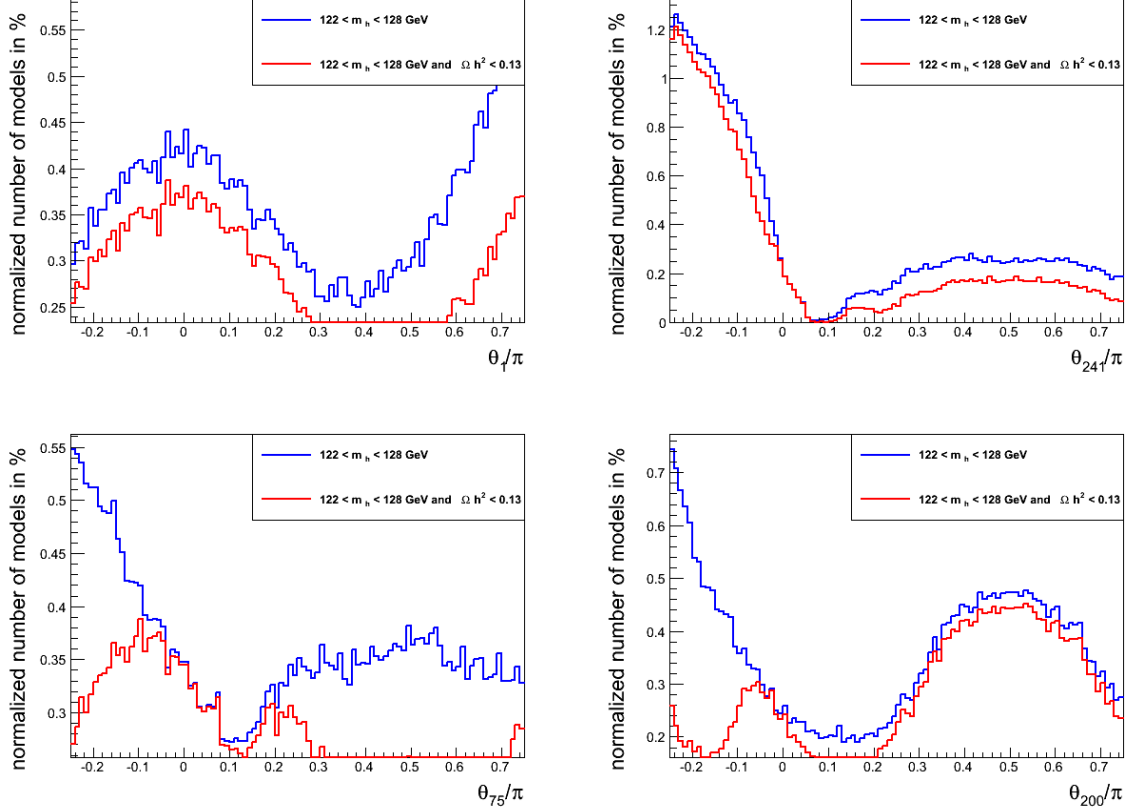 normalized number of models in %
0.55
0.5
0.45
0.4
0.35
0.3
0.25
122 < m h < 128 GeV
122 < m h < 128 GeV and Ω h² < 0.13
-0.2 -0.1 0 0.1 0.2 0.3 0.4 0.5 0.6 0.7
θ₁/π
normalized number of models in %
1.2
1
0.8
0.6
0.4
0.2
0
122 < m h < 128 GeV
122 < m h < 128 GeV and Ω h² < 0.13
-0.2 -0.1 0 0.1 0.2 0.3 0.4 0.5 0.6 0.7
θ₂₄₁/π
normalized number of models in %
0.55
0.5
0.45
0.4
0.35
0.3
122 < m h < 128 GeV
122 < m h < 128 GeV and Ω h² < 0.13
-0.2 -0.1 0 0.1 0.2 0.3 0.4 0.5 0.6 0.7
θ₇₅/π
normalized number of models in %
0.7
0.6
0.5
0.4
0.3
0.2
122 < m h < 128 GeV
122 < m h < 128 GeV and Ω h² < 0.13
-0.2 -0.1 0 0.1 0.2 0.3 0.4 0.5 0.6 0.7
θ₂₀₀/π